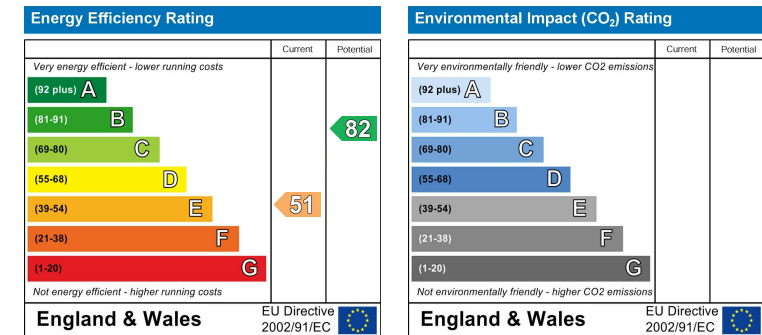 Energy Efficiency Rating
Current Potential
Very energy efficient - lower running costs
(92 plus) A
(81-91) B
82
(69-80) C
(55-68) D
(39-54) E
51
(21-38) F
(1-20) G
Not energy efficient - higher running costs
England & Wales
EU Directive
2002/91/EC
Environmental Impact (CO₂) Rating
Current Potential
Very environmentally friendly - lower CO2 emissions
(92 plus) A
(81-91) B
(69-80) C
(55-68) D
(39-54) E
(21-38) F
(1-20) G
Not environmentally friendly - higher CO2 emissions
England & Wales
EU Directive
2002/91/EC